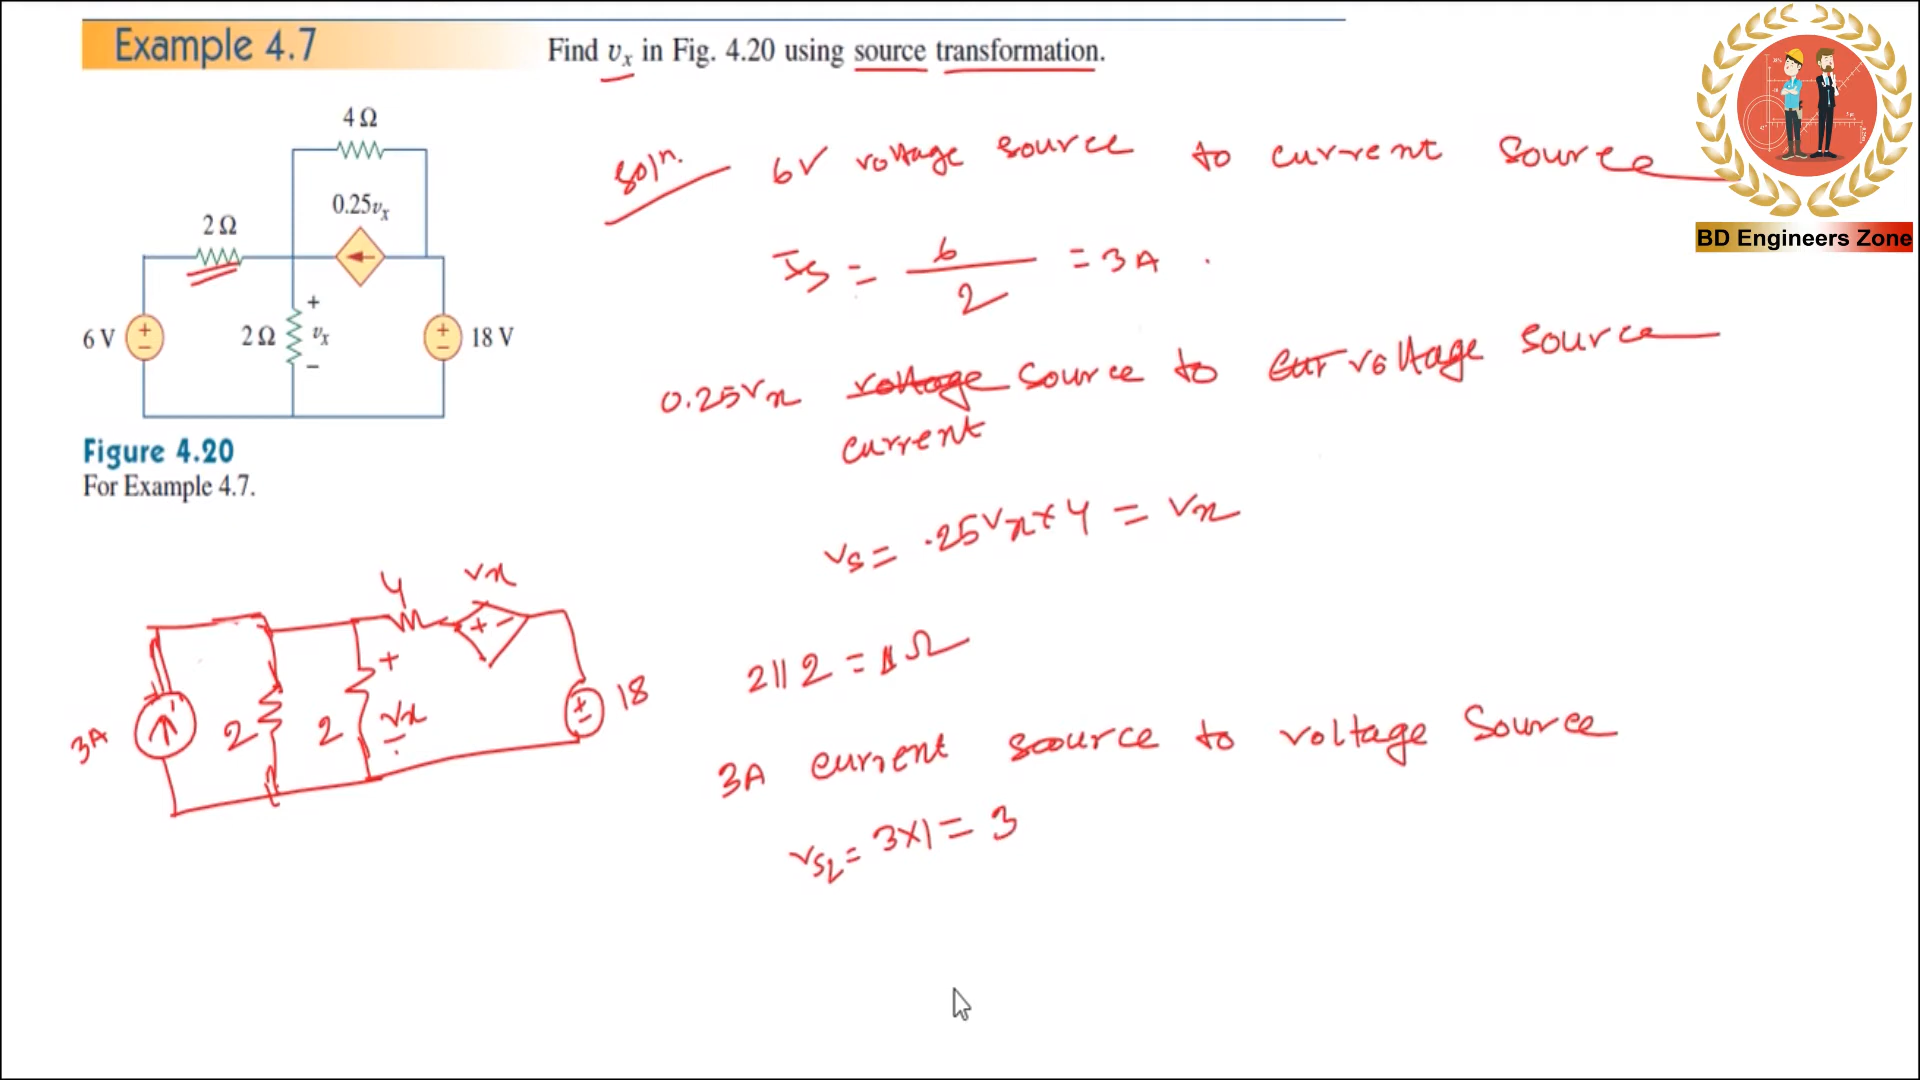 Example 4.7
Find vx in Fig. 4.20 using source transformation.
4 Ω
0.25vx
2 Ω
6 V
+
−
2 Ω
+
vx
−
+
−
18 V
Figure 4.20
For Example 4.7.
Soln. 6V voltage source to current source
Is = 6/2 = 3A .
0.25Vx voltage source to cur voltage source
current
Vs = .25Vx × 4 = Vx
2||2 = 1Ω
3A current source to voltage source
Vs2 = 3×1 = 3
4
Vx
+ −
3A
2
2
+
Vx
−
+
−
18
BD Engineers Zone